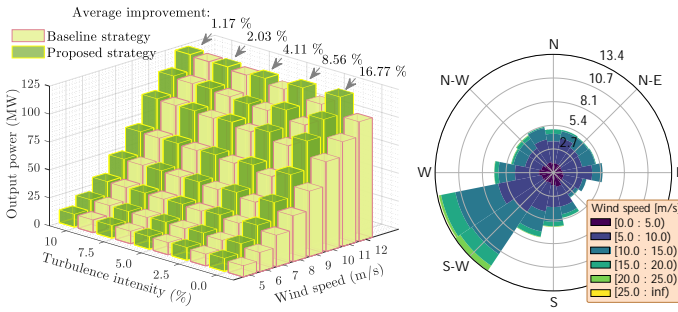 Average improvement:
Baseline strategy
Proposed strategy
1.17 %
2.03 %
4.11 %
8.56 %
16.77 %
Output power (MW)
125
100
75
50
25
0
10
7.5
5.0
2.5
0.0
Turbulence intensity (%)
5
6
7
8
9
10
11
12
Wind speed (m/s)
N
N-E
N-W
W
S-W
S
13.4
10.7
8.1
5.4
2.7
Wind speed [m/s]
[0.0 : 5.0)
[5.0 : 10.0)
[10.0 : 15.0)
[15.0 : 20.0)
[20.0 : 25.0)
[25.0 : inf)